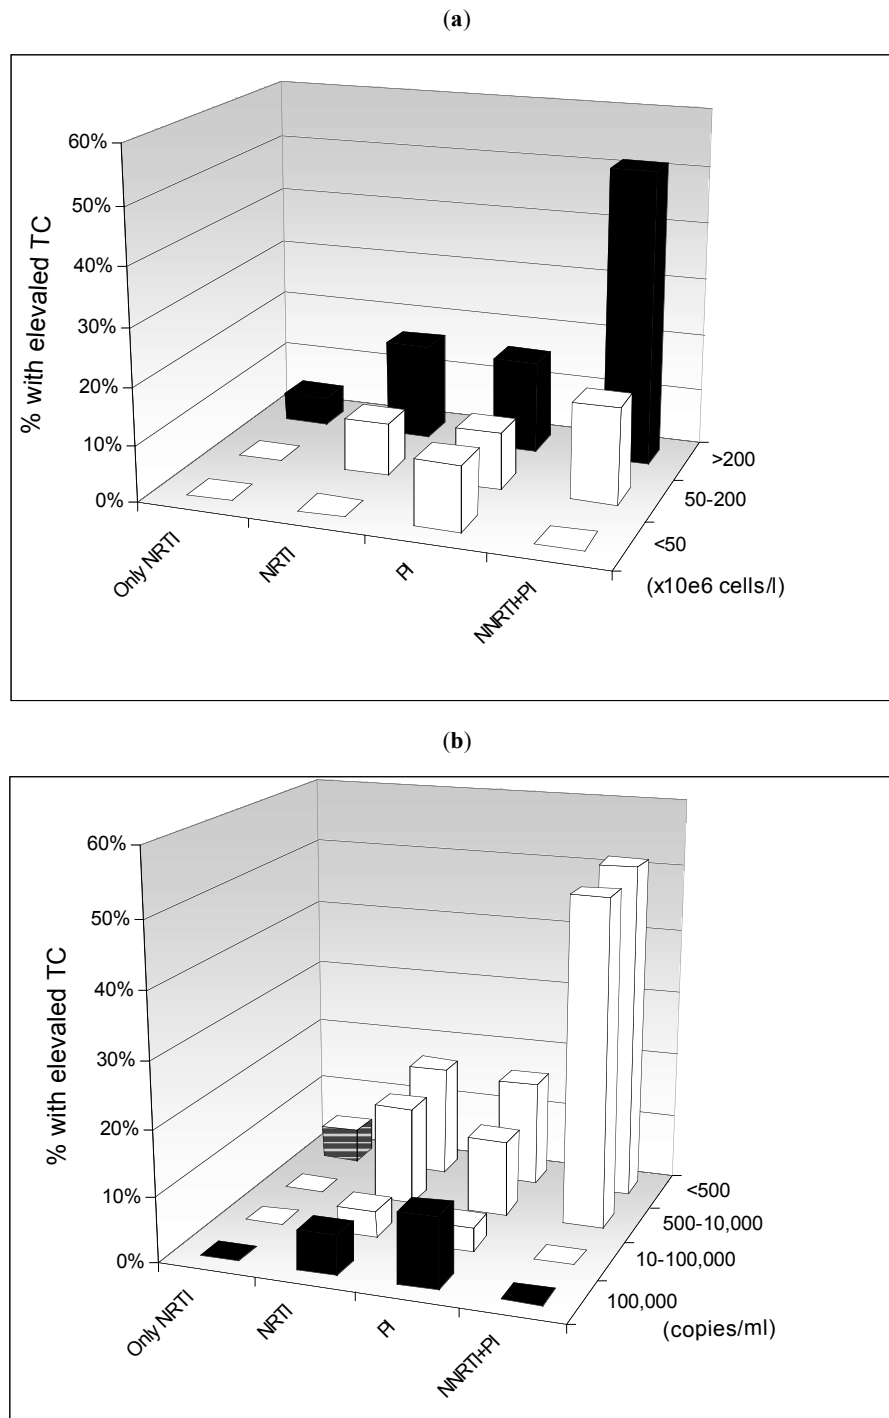 (a)
60%
50%
40%
30%
20%
10%
0%
% with elevaled TC
Only NRTI
NRTI
PI
NNRTI+PI
>200
50-200
<50
(x10e6 cells/l)
(b)
60%
50%
40%
30%
20%
10%
0%
% with elevaled TC
Only NRTI
NRTI
PI
NNRTI+PI
<500
500-10,000
10-100,000
100,000
(copies/ml)